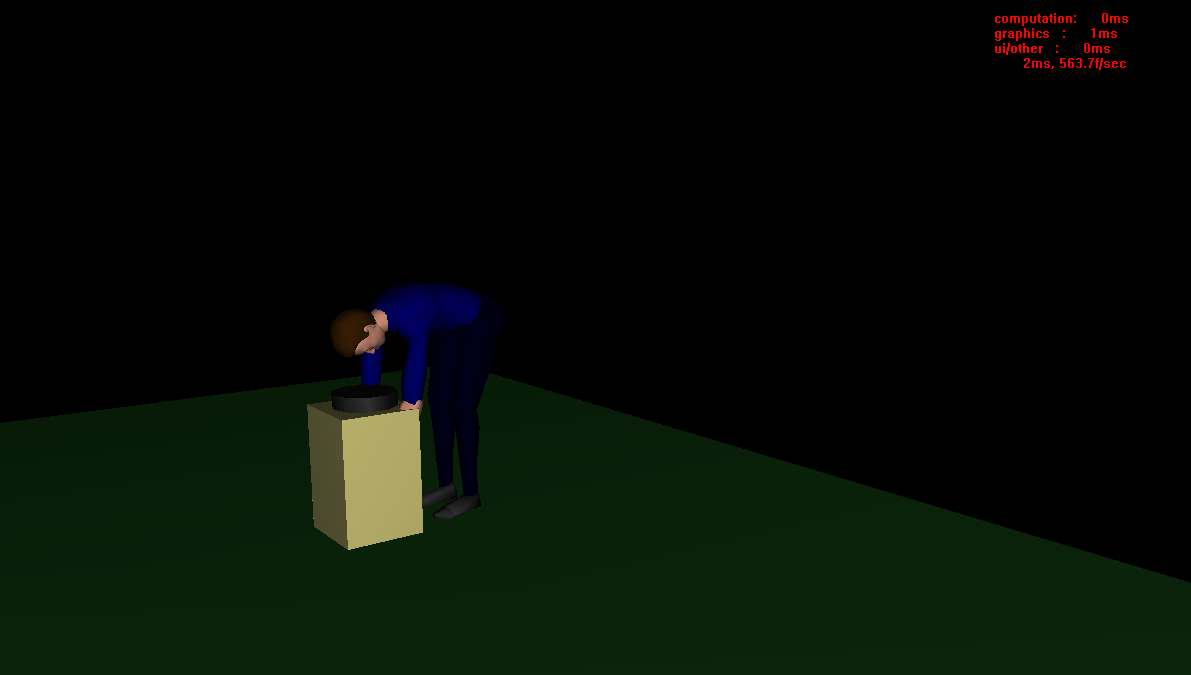 computation: 0ms
graphics : 1ms
ui/other : 0ms
2ms, 563.7f/sec